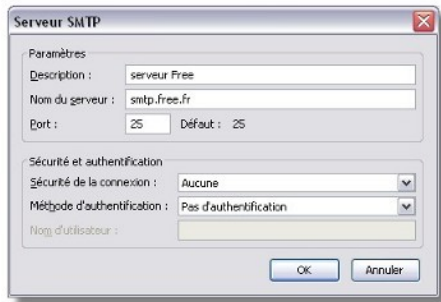 Serveur SMTP
Paramètres
Description : serveur Free
Nom du serveur : smtp.free.fr
Port : 25 Défaut : 25
Sécurité et authentification
Sécurité de la connexion : Aucune
Méthode d'authentification : Pas d'authentification
Nom d'utilisateur :
OK Annuler